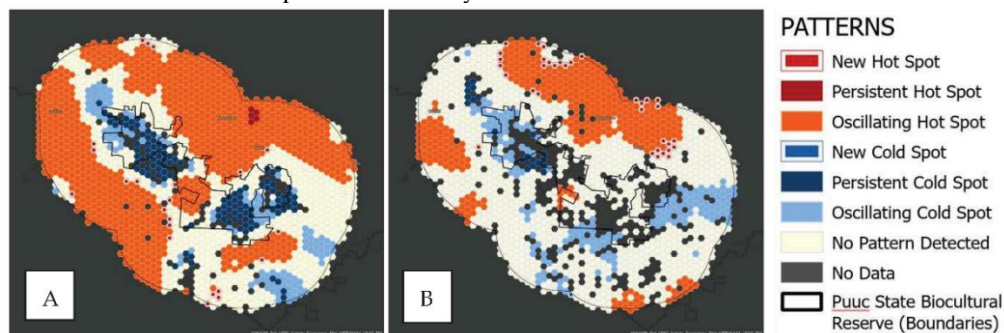 A
B
PATTERNS
New Hot Spot
Persistent Hot Spot
Oscillating Hot Spot
New Cold Spot
Persistent Cold Spot
Oscillating Cold Spot
No Pattern Detected
No Data
Puuc State Biocultural
Reserve (Boundaries)